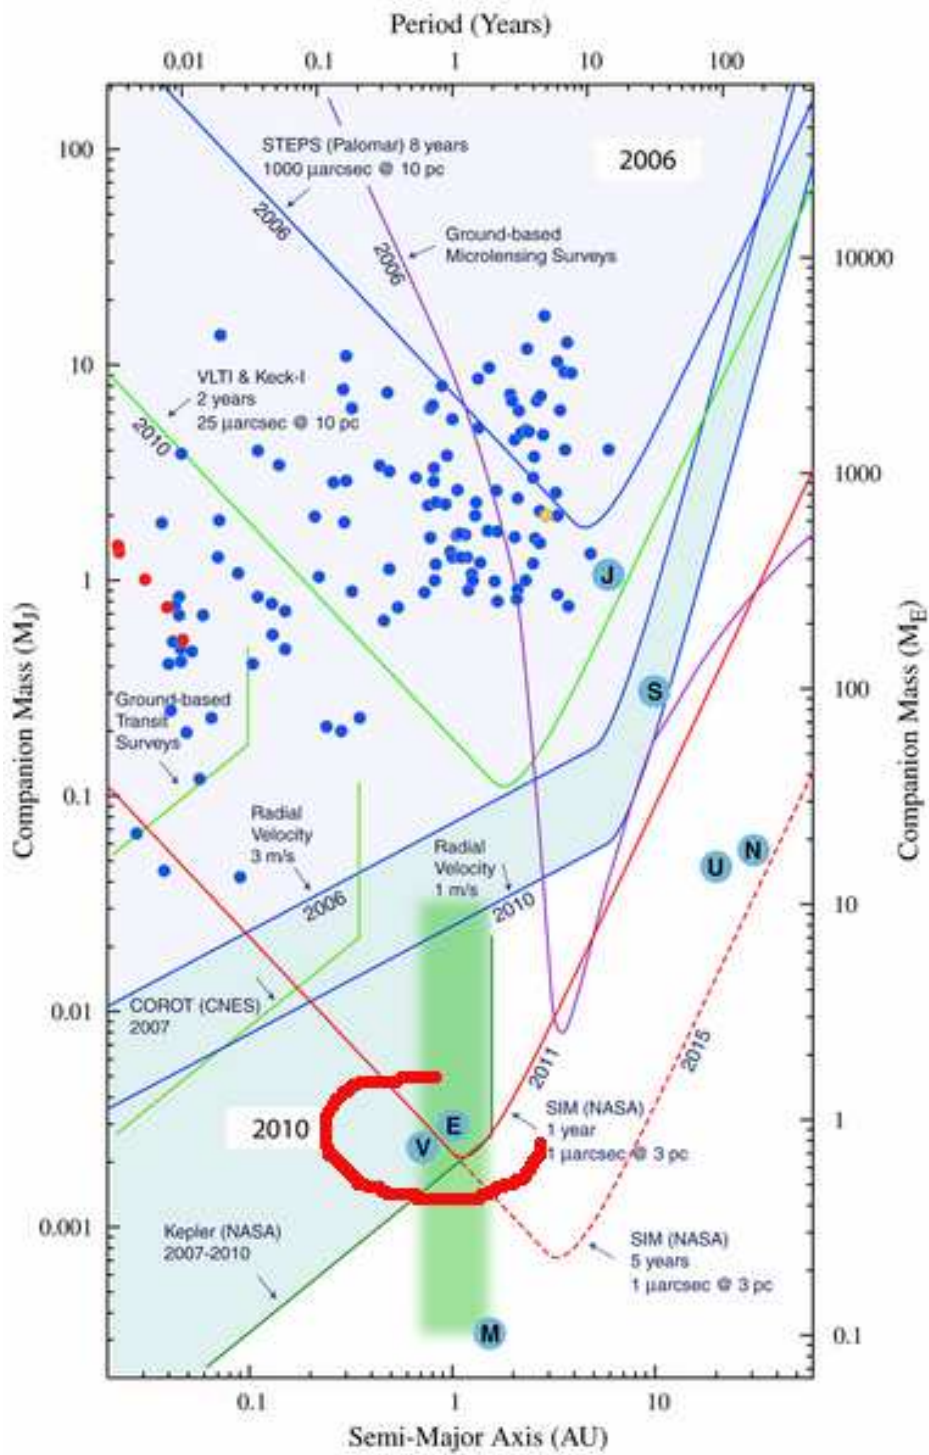 Period (Years)
0.01 0.1 1 10 100
STEPS (Palomar) 8 years
1000 µarcsec @ 10 pc
2006
100
2006
2006
Ground-based
Microlensing Surveys
10000
10
VLTI & Keck-I
2 years
25 µarcsec @ 10 pc
2010
1000
1
J
Companion Mass (MJ)
Companion Mass (ME)
S
100
Ground-based
Transit
Surveys
0.1
Radial
Velocity
3 m/s
Radial
Velocity
1 m/s
U N
2006
2010
10
COROT (CNES)
2007
0.01
2011
2015
SIM (NASA)
1 year
1 µarcsec @ 3 pc
2010
E
V
1
0.001
Kepler (NASA)
2007-2010
SIM (NASA)
5 years
1 µarcsec @ 3 pc
M
0.1
0.1 1 10
Semi-Major Axis (AU)